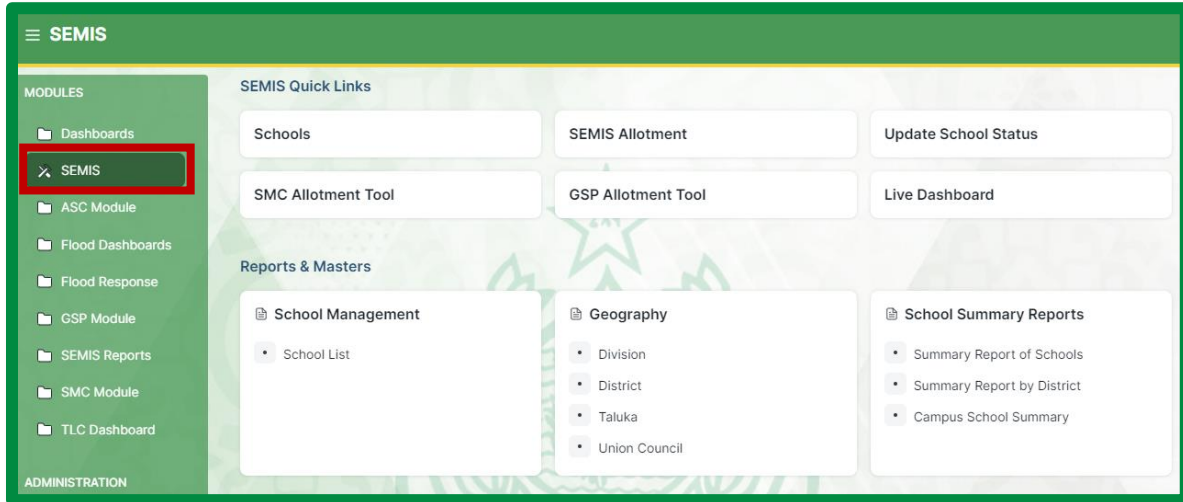 SEMIS
MODULES
Dashboards
SEMIS
ASC Module
Flood Dashboards
Flood Response
GSP Module
SEMIS Reports
SMC Module
TLC Dashboard
ADMINISTRATION
SEMIS Quick Links
Schools
SEMIS Allotment
Update School Status
SMC Allotment Tool
GSP Allotment Tool
Live Dashboard
Reports & Masters
School Management
• School List
Geography
• Division
• District
• Taluka
• Union Council
School Summary Reports
• Summary Report of Schools
• Summary Report by District
• Campus School Summary